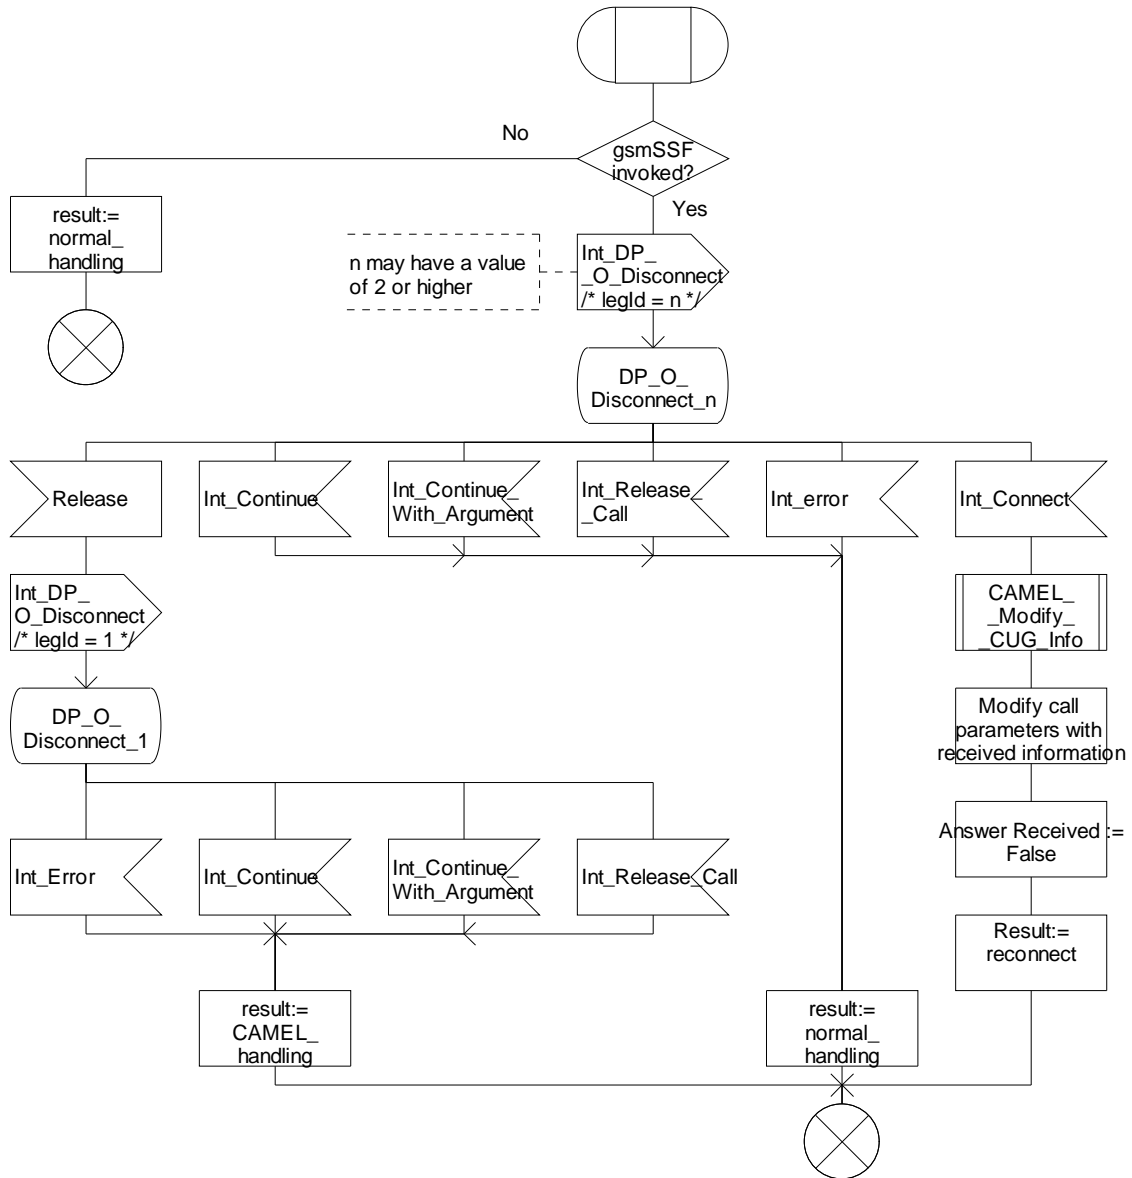 No
gsmSSF
invoked?
Yes
result:=
normal_
handling
n may have a value
of 2 or higher
Int_DP_
_O_Disconnect
/* legId = n */
DP_O_
Disconnect_n
Release
Int_Continue
Int_Continue_
With_Argument
Int_Release_
_Call
Int_error
Int_Connect
Int_DP_
O_Disconnect
/* legId = 1 */
CAMEL_
_Modify_
_CUG_Info
DP_O_
Disconnect_1
Modify call
parameters with
received information
Answer Received :=
False
Int_Error
Int_Continue
Int_Continue_
With_Argument
Int_Release_Call
Result:=
reconnect
result:=
CAMEL_
handling
result:=
normal_
handling